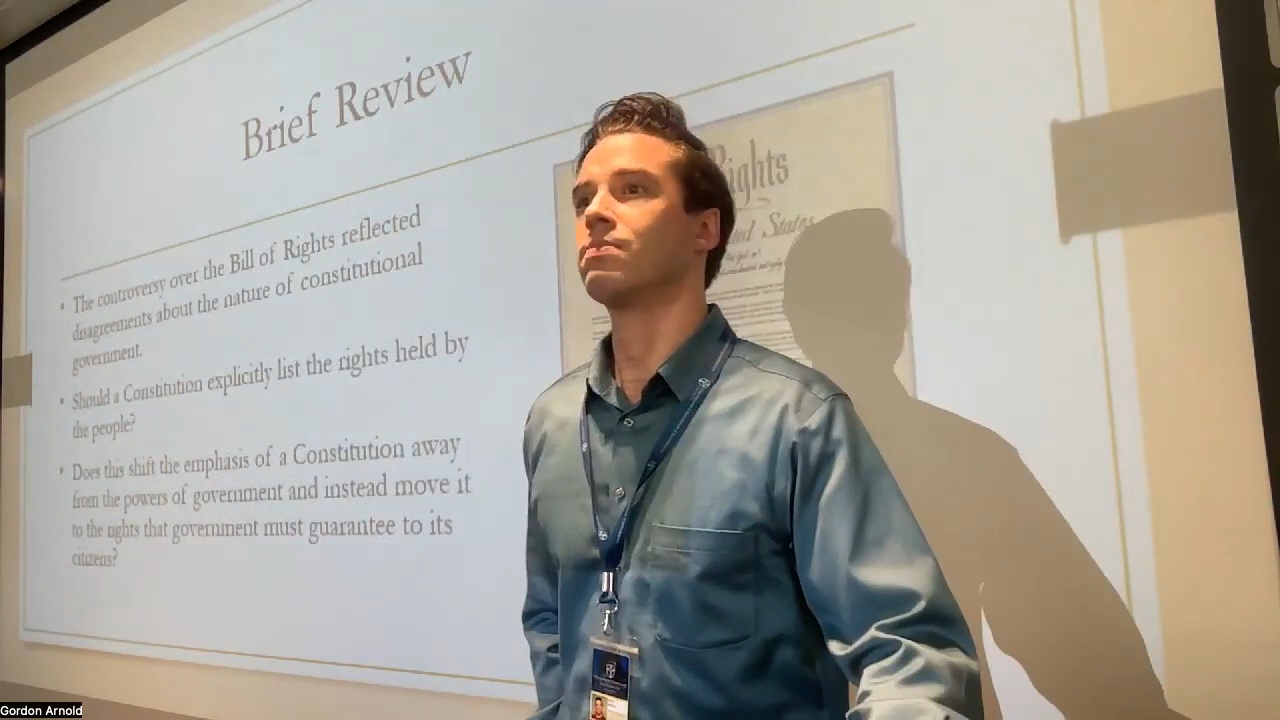 Brief Review
• The controversy over the Bill of Rights reflected
disagreements about the nature of constitutional
government.
• Should a Constitution explicitly list the rights held by
the people?
• Does this shift the emphasis of a Constitution away
from the powers of government and instead move it
to the rights that government must guarantee to its
citizens?
Rights
States
Gordon Arnold